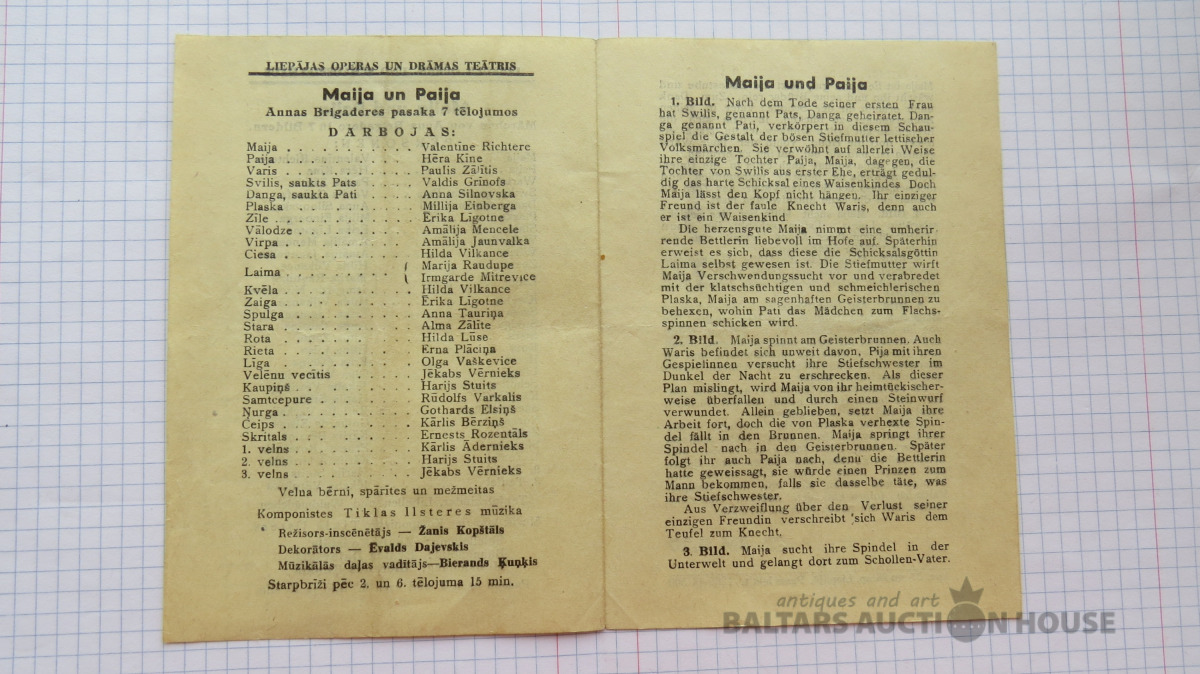 LIEPĀJAS OPERAS UN DRĀMAS TEĀTRIS
Maija un Paija
Annas Brigaderes pasaka 7 tēlojumos
DARBOJAS:
Maija . . . . . . . . . . Valentine Richtere
Paija . . . . . . . . . . Hēra Kine
Varis . . . . . . . . . . Paulis Zālītis
Svilis, saukts Pats . . . . . Valdis Grīnofs
Danga, saukta Pati . . . . . Anna Silnovska
Plaska . . . . . . . . . . Millija Einberga
Zīle . . . . . . . . . . Ērika Līgotne
Vālodze . . . . . . . . . . Amālija Mencele
Virpa . . . . . . . . . . Amālija Jaunvalka
Ciesa . . . . . . . . . . Hilda Vilkance
Laima . . . . . . . . . . ( Marija Raudupe
Irmgarde Mitrevice
Kvēla . . . . . . . . . . Hilda Vilkance
Zaiga . . . . . . . . . . Ērika Līgotne
Spulga . . . . . . . . . . Anna Tauriņa
Stara . . . . . . . . . . Alma Zālīte
Rota . . . . . . . . . . Hilda Lūse
Rieta . . . . . . . . . . Erna Plāciņa
Līga . . . . . . . . . . Olga Vaškevice
Velēnu vecītis . . . . . . . Jēkabs Vērnieks
Kaupiņš . . . . . . . . . . Harijs Stuits
Samtcepure . . . . . . . . . Rūdolfs Varkalis
Ņurga . . . . . . . . . . Gothards Elsiņš
Čeips . . . . . . . . . . Kārlis Bērziņš
Skritals . . . . . . . . . . Ernests Rozentāls
1. velns . . . . . . . . . . Kārlis Ādernieks
2. velns . . . . . . . . . . Harijs Stuits
3. velns . . . . . . . . . . Jēkabs Vērnieks
Velna bērni, spārites un mežmeitas
Komponistes Tiklas Ilsteres mūzika
Režisors-inscēnētājs — Žanis Kopštāls
Dekorātors — Ēvalds Dajevskis
Mūzikālās daļas vadītājs—Bierands Ķuņķis
Starpbrīži pēc 2. un 6. tēlojuma 15 min.
Maija und Paija
1. Bild. Nach dem Tode seiner ersten Frau
hat Swilis, genannt Pats, Danga geheiratet. Dan-
ga genannt Pati, verkörpert in diesem Schau-
spiel die Gestalt der bösen Stiefmutter lettischer
Volksmärchen. Sie verwöhnt auf allerlei Weise
ihre einzige Tochter Paija, Maija, dagegen, die
Tochter von Swilis aus erster Ehe, erträgt gedul-
dig das harte Schicksal eines Waisenkindes Doch
Maija lässt den Kopf nicht hängen. Ihr einziger
Freund ist der faule Knecht Waris, denn auch
er ist ein Waisenkind
Die herzensgute Maija nimmt eine umherir-
rende Bettlerin liebevoll im Hofe auf. Späterhin
erweist es sich, dass diese die Schicksalsgöttin
Laima selbst gewesen ist. Die Stiefmutter wirft
Maija Verschwendungssucht vor und verabredet
mit der klatschsüchtigen und schmeichlerischen
Plaska, Maija am sagenhaften Geisterbrunnen zu
behexen, wohin Pati das Mädchen zum Flachs-
spinnen schicken wird.
2. Bild. Maija spinnt am Geisterbrunnen. Auch
Waris befindet sich unweit davon, Pija mit ihren
Gespielinnen versucht ihre Stiefschwester im
Dunkel der Nacht zu erschrecken. Als dieser
Plan mislingt, wird Maija von ihr heimtückischer-
weise überfallen und durch einen Steinwurf
verwundet. Allein geblieben, setzt Maija ihre
Arbeit fort, doch die von Plaska verhexte Spin-
del fällt in den Brunnen. Maija springt ihrer
Spindel nach in den Geisterbrunnen. Später
folgt ihr auch Paija nach, denn die Bettlerin
hatte geweissagt, sie würde einen Prinzen zum
Mann bekommen, falls sie dasselbe täte, was
ihre Stiefschwester.
Aus Verzweiflung über den Verlust seiner
einzigen Freundin verschreibt sich Waris dem
Teufel zum Knecht.
3. Bild. Maija sucht ihre Spindel in der
Unterwelt und gelangt dort zum Schollen-Vater.
antiques and art
BALTARS AUCTION HOUSE